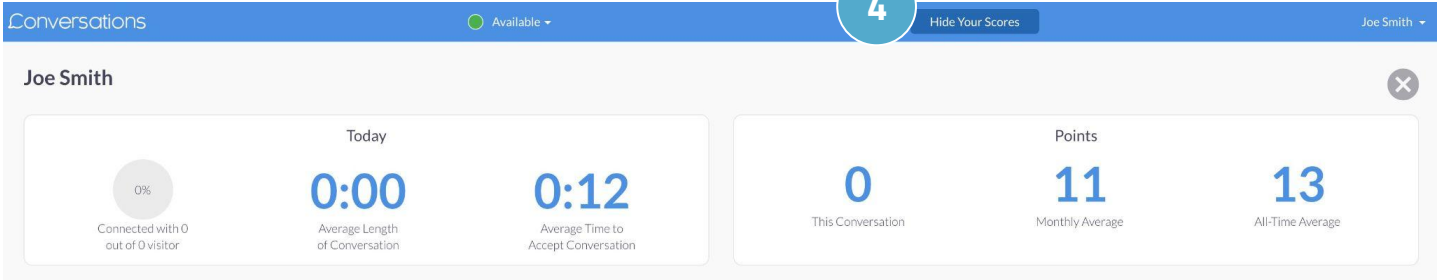 Conversations
Available
4
Hide Your Scores
Joe Smith
Joe Smith
Today
0%
Connected with 0
out of 0 visitor
0:00
Average Length
of Conversation
0:12
Average Time to
Accept Conversation
Points
0
This Conversation
11
Monthly Average
13
All-Time Average